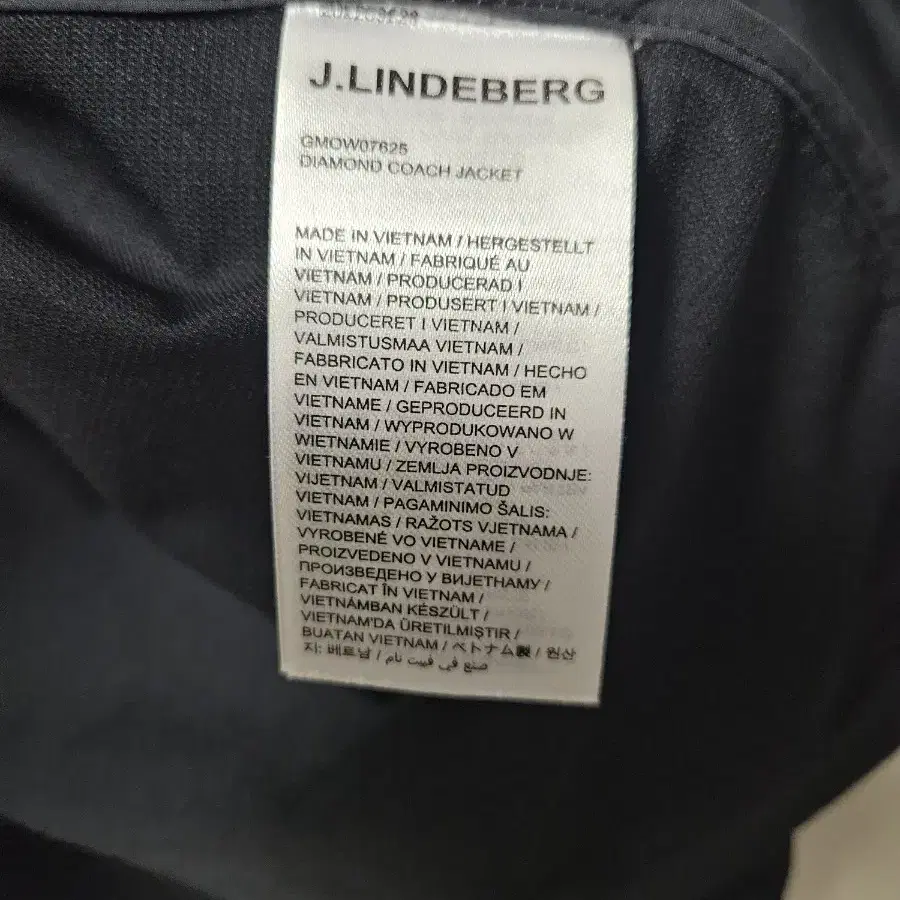 J.LINDEBERG
GMOW07625
DIAMOND COACH JACKET
MADE IN VIETNAM / HERGESTELLT
IN VIETNAM / FABRIQUÉ AU
VIETNAM / PRODUCERAD I
VIETNAM / PRODUSERT I VIETNAM /
PRODUCERET I VIETNAM /
VALMISTUSMAA VIETNAM /
FABBRICATO IN VIETNAM / HECHO
EN VIETNAM / FABRICADO EM
VIETNAME / GEPRODUCEERD IN
VIETNAM / WYPRODUKOWANO W
WIETNAMIE / VYROBENO V
VIETNAMU / ZEMLJA PROIZVODNJE:
VIJETNAM / VALMISTATUD
VIETNAM / PAGAMINIMO ŠALIS:
VIETNAMAS / RAŽOTS VJETNAMA /
VYROBENÉ VO VIETNAME /
PROIZVEDENO V VIETNAMU /
ПРОИЗВЕДЕНО У ВИЈЕТНАМУ /
FABRICAT ÎN VIETNAM /
VIETNÁMBAN KÉSZÜLT /
VIETNAM'DA ÜRETILMIŞTIR /
BUATAN VIETNAM / ベトナム製 / 원산
지: 베트남 / صنع في فييت نام